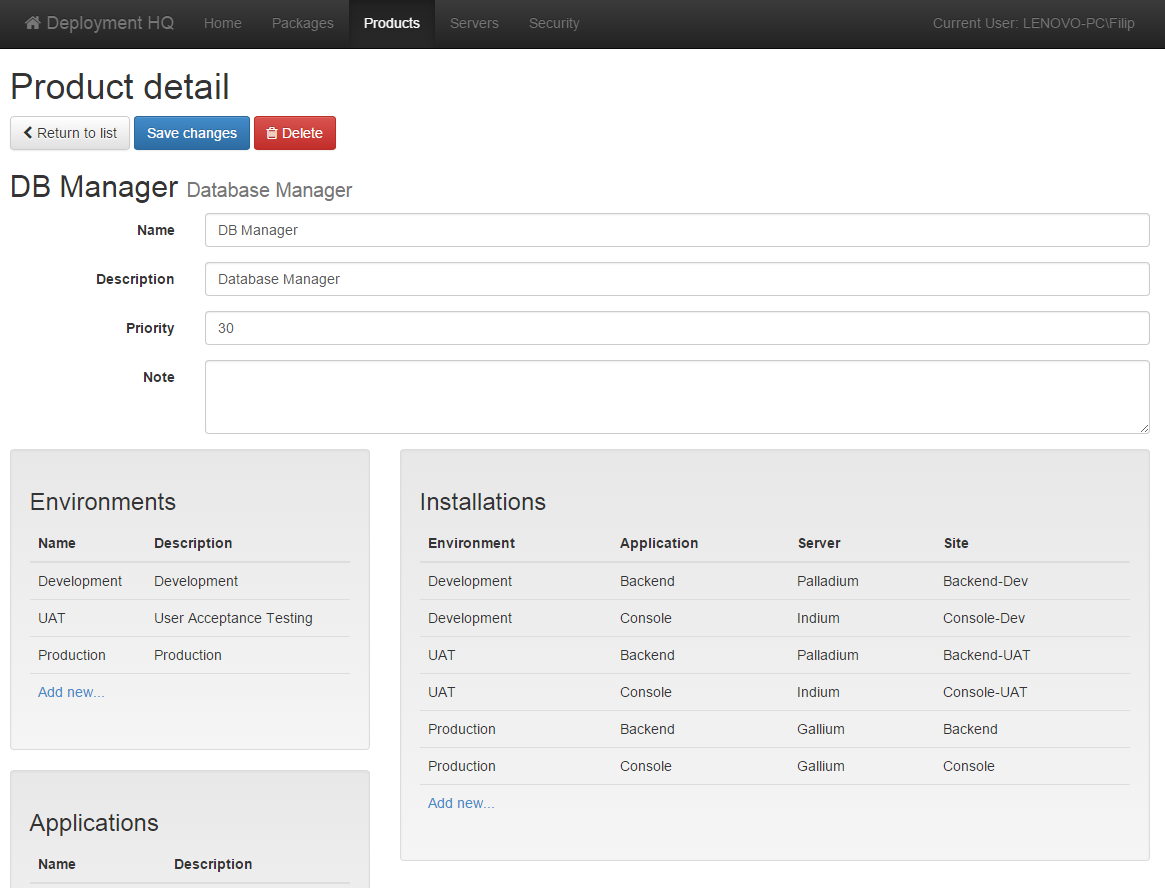 Deployment HQ Home Packages Products Servers Security Current User: LENOVO-PC\Filip
Product detail
Return to list Save changes Delete
DB Manager Database Manager
Name DB Manager
Description Database Manager
Priority 30
Note
Environments
Name Description
Development Development
UAT User Acceptance Testing
Production Production
Add new...
Installations
Environment Application Server Site
Development Backend Palladium Backend-Dev
Development Console Indium Console-Dev
UAT Backend Palladium Backend-UAT
UAT Console Indium Console-UAT
Production Backend Gallium Backend
Production Console Gallium Console
Add new...
Applications
Name Description